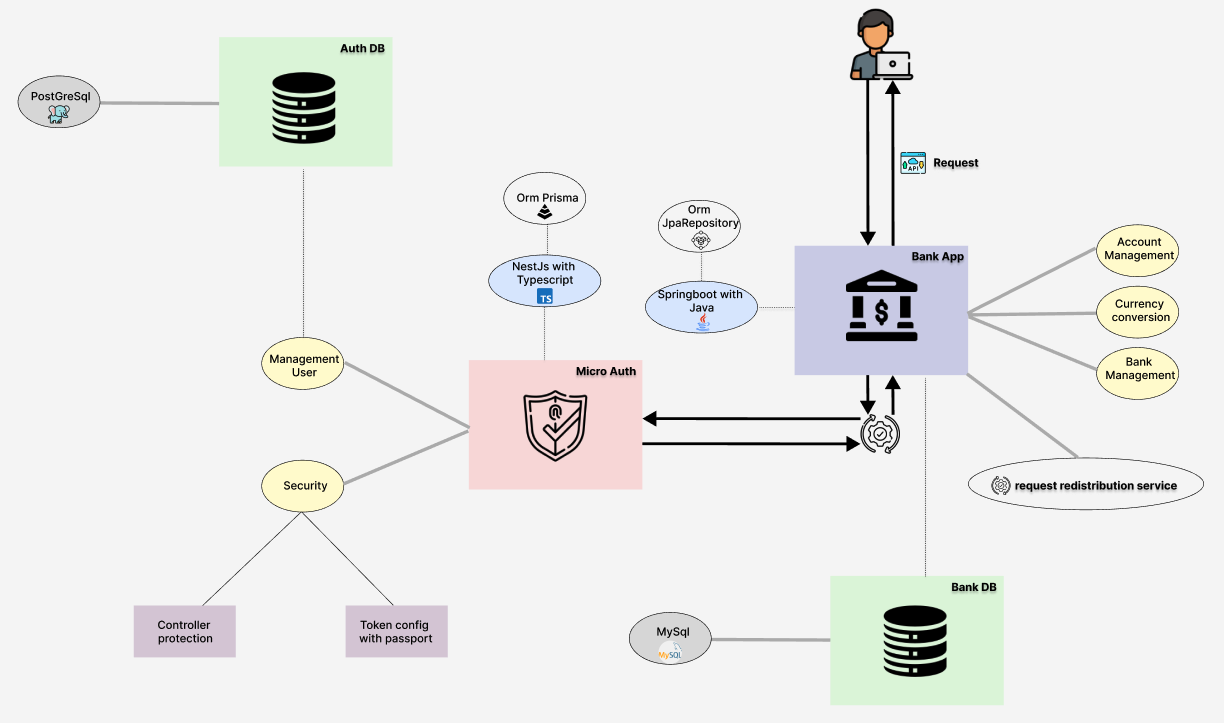 Auth DB
PostGreSql
Request
Orm Prisma
Orm
JpaRepository
NestJs with
Typescript
TS
Springboot with
Java
Bank App
Account
Management
Currency
conversion
Bank
Management
Management
User
Micro Auth
Security
request redistribution service
Controller
protection
Token config
with passport
Bank DB
MySql
MySQL
API